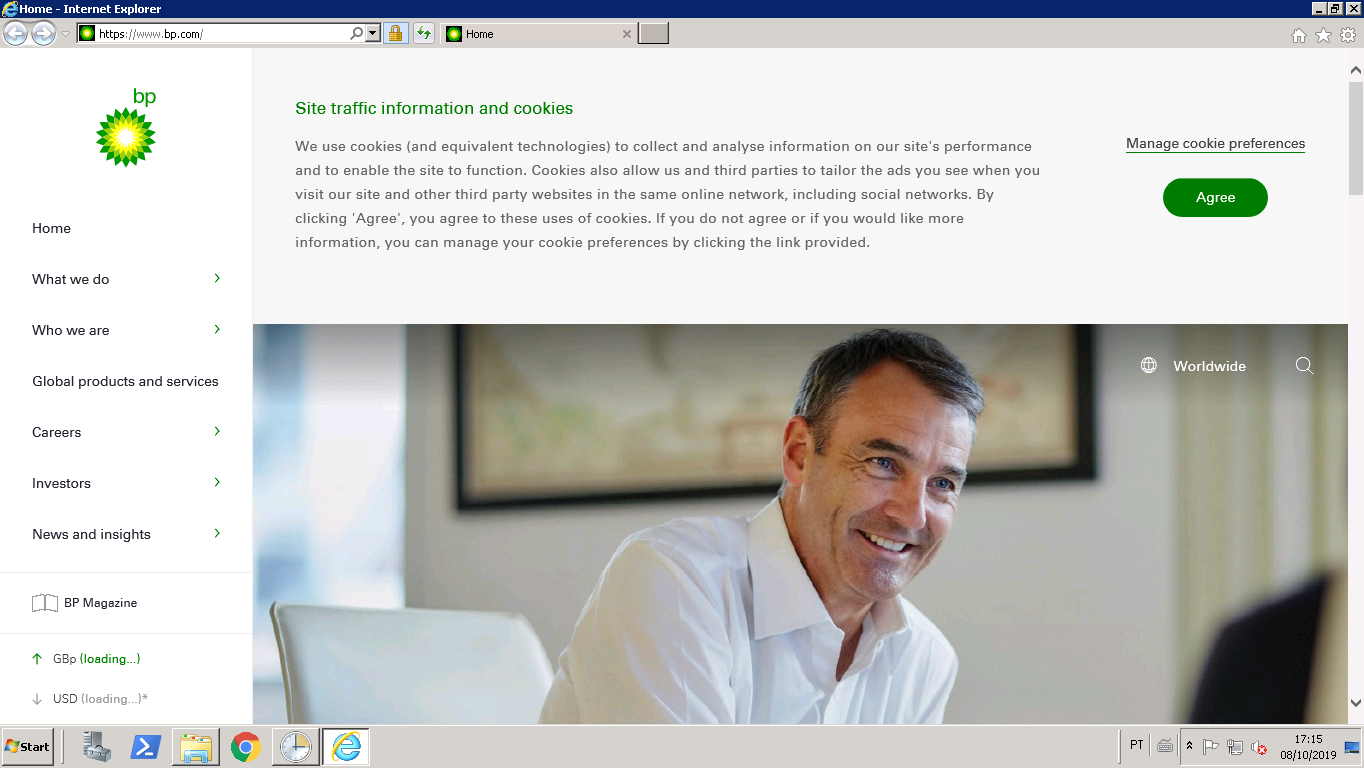 Home - Internet Explorer
https://www.bp.com/
Home
bp
Home
What we do
Who we are
Global products and services
Careers
Investors
News and insights
BP Magazine
GBp (loading...)
USD (loading...)*
Site traffic information and cookies
We use cookies (and equivalent technologies) to collect and analyse information on our site's performance
and to enable the site to function. Cookies also allow us and third parties to tailor the ads you see when you
visit our site and other third party websites in the same online network, including social networks. By
clicking 'Agree', you agree to these uses of cookies. If you do not agree or if you would like more
information, you can manage your cookie preferences by clicking the link provided.
Manage cookie preferences
Agree
Worldwide
Start
PT
17:15
08/10/2019